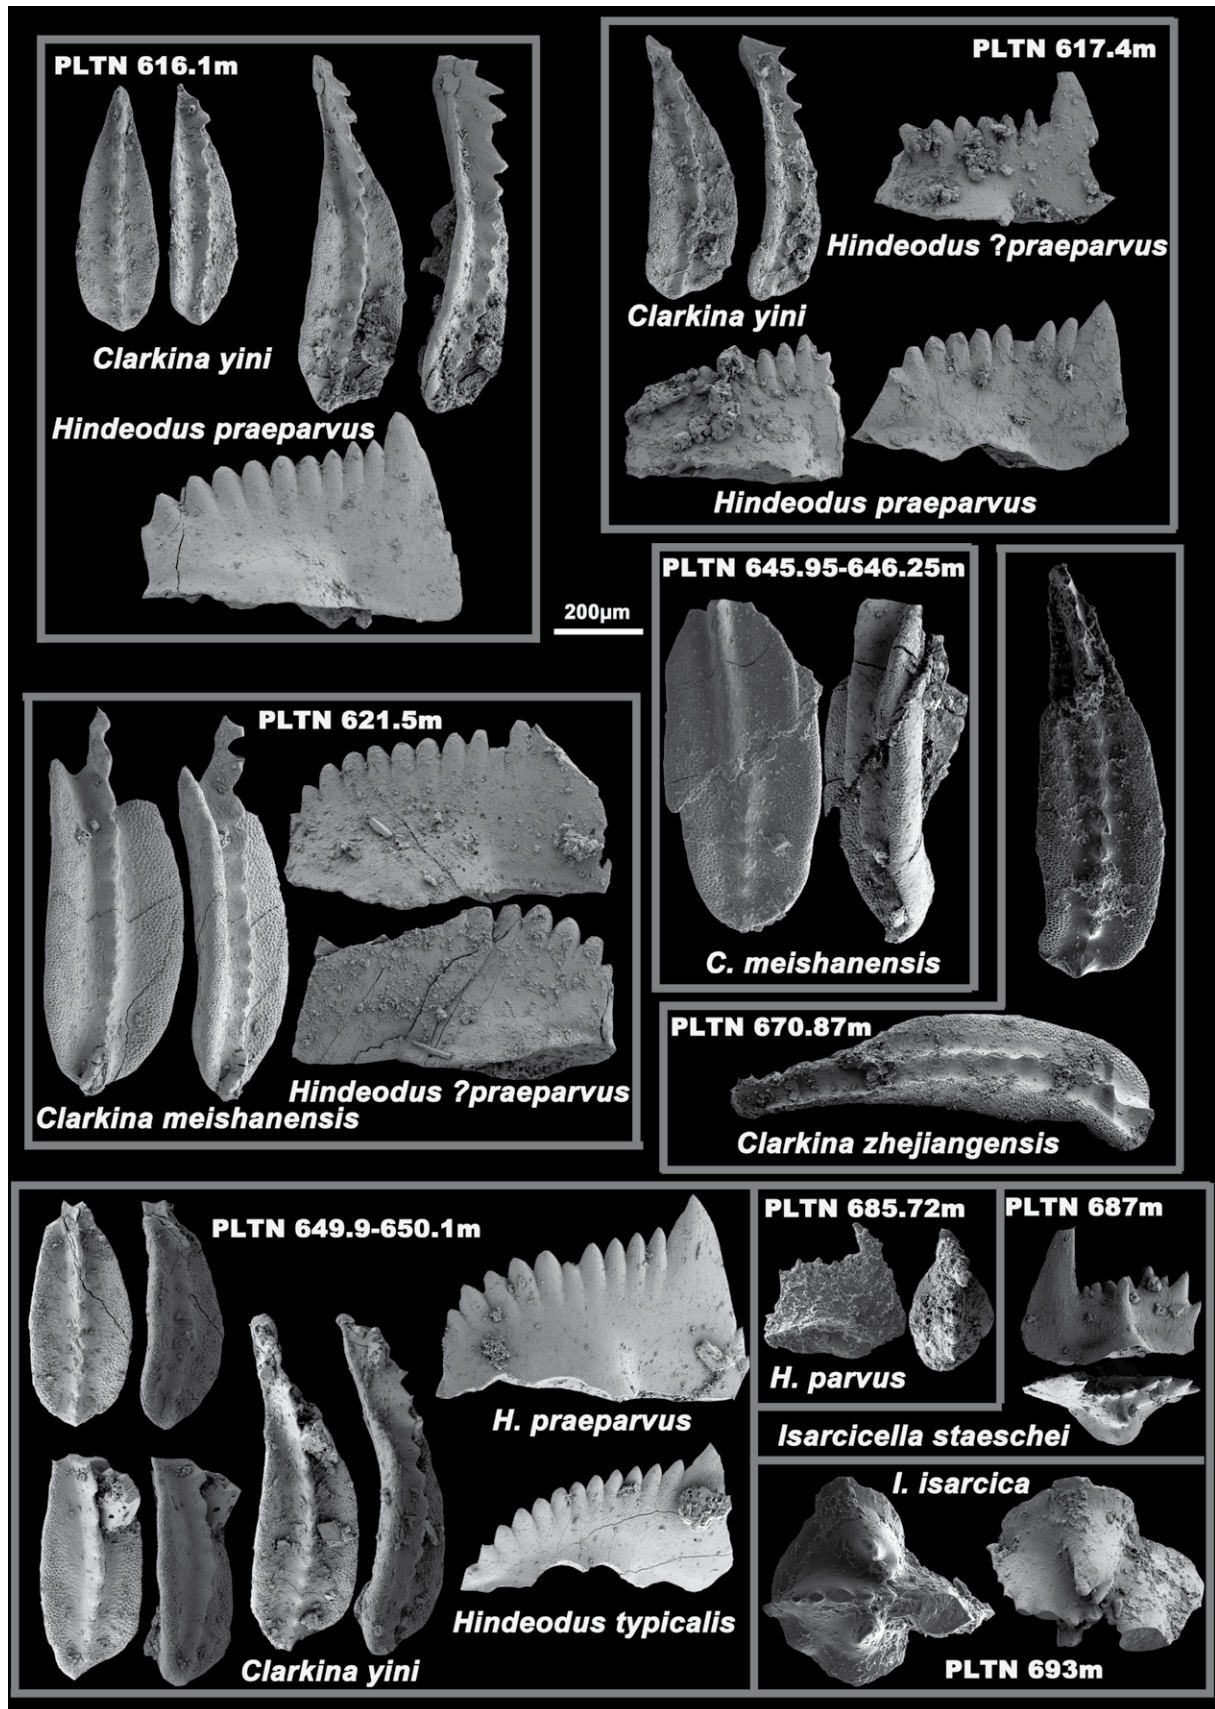 PLTN 616.1m
Clarkina yini
Hindeodus praeparvus
PLTN 617.4m
Hindeodus ?praeparvus
Clarkina yini
Hindeodus praeparvus
200µm
PLTN 645.95-646.25m
C. meishanensis
PLTN 621.5m
Hindeodus ?praeparvus
Clarkina meishanensis
PLTN 670.87m
Clarkina zhejiangensis
PLTN 649.9-650.1m
H. praeparvus
Hindeodus typicalis
Clarkina yini
PLTN 685.72m
H. parvus
PLTN 687m
Isarcicella staeschei
I. isarcica
PLTN 693m